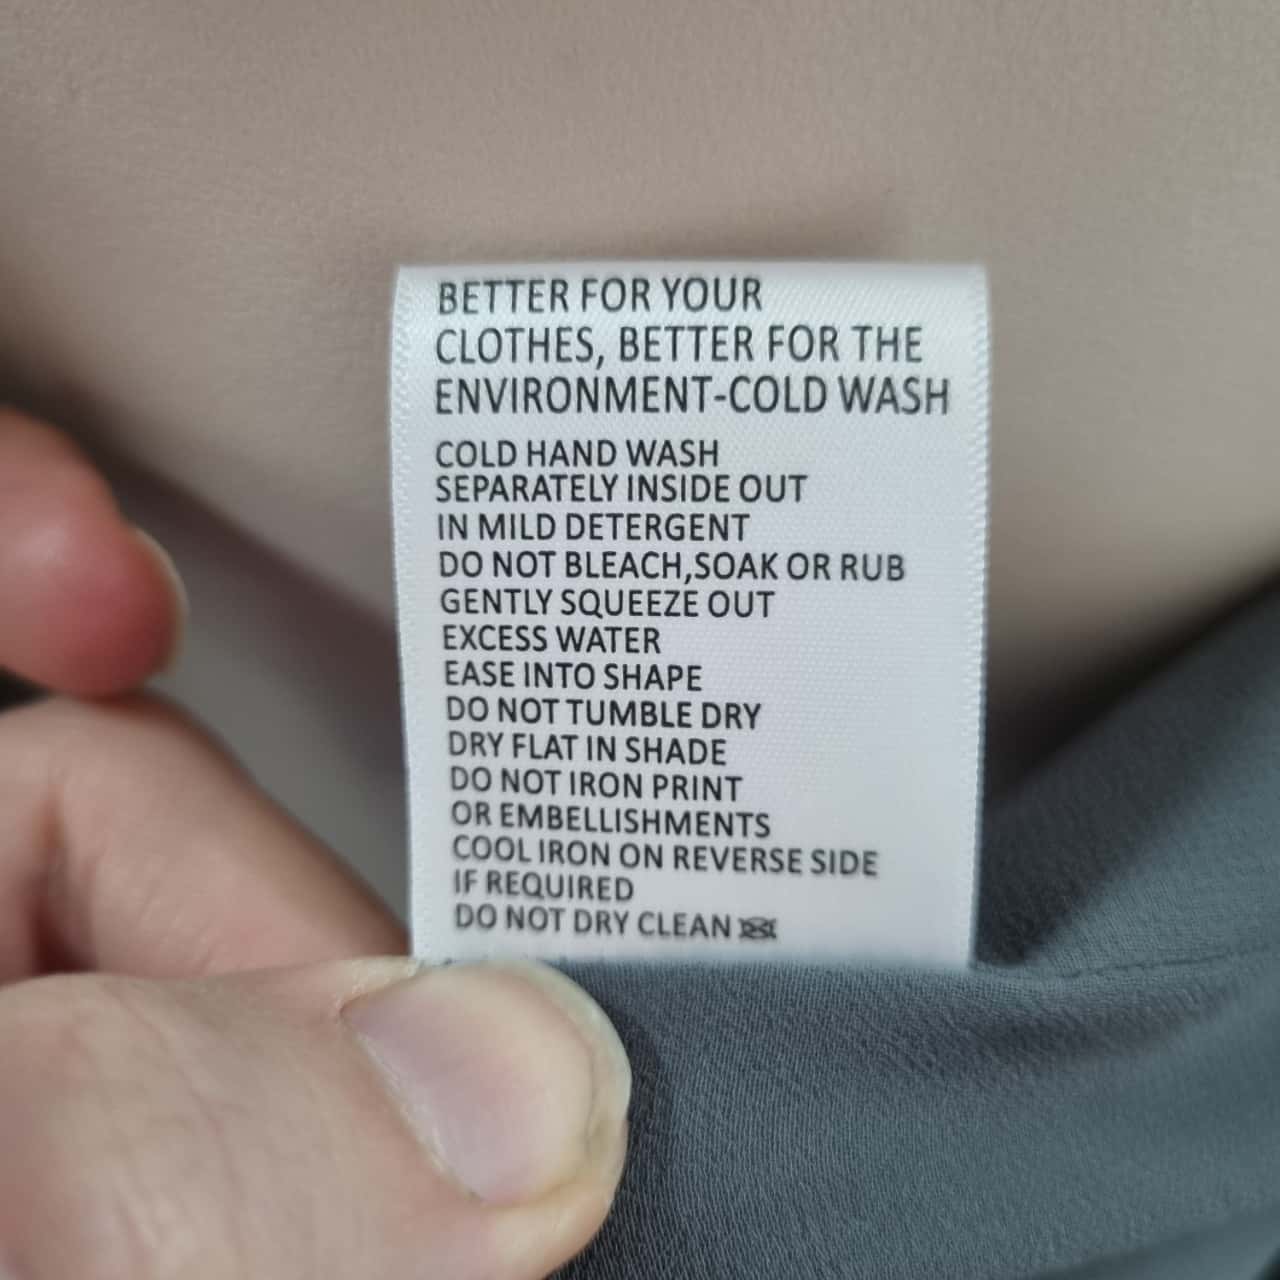 BETTER FOR YOUR
CLOTHES, BETTER FOR THE
ENVIRONMENT-COLD WASH
COLD HAND WASH
SEPARATELY INSIDE OUT
IN MILD DETERGENT
DO NOT BLEACH,SOAK OR RUB
GENTLY SQUEEZE OUT
EXCESS WATER
EASE INTO SHAPE
DO NOT TUMBLE DRY
DRY FLAT IN SHADE
DO NOT IRON PRINT
OR EMBELLISHMENTS
COOL IRON ON REVERSE SIDE
IF REQUIRED
DO NOT DRY CLEAN